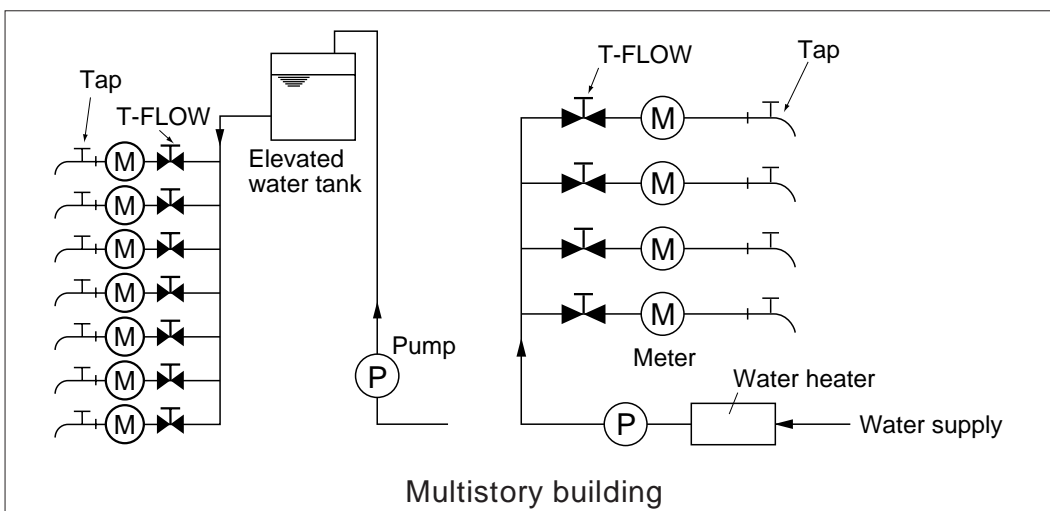 Tap
T-FLOW
M
M
M
M
M
M
M
Elevated
water tank
Pump
P
T-FLOW
Tap
M
M
M
M
Meter
Water heater
P
Water supply
Multistory building